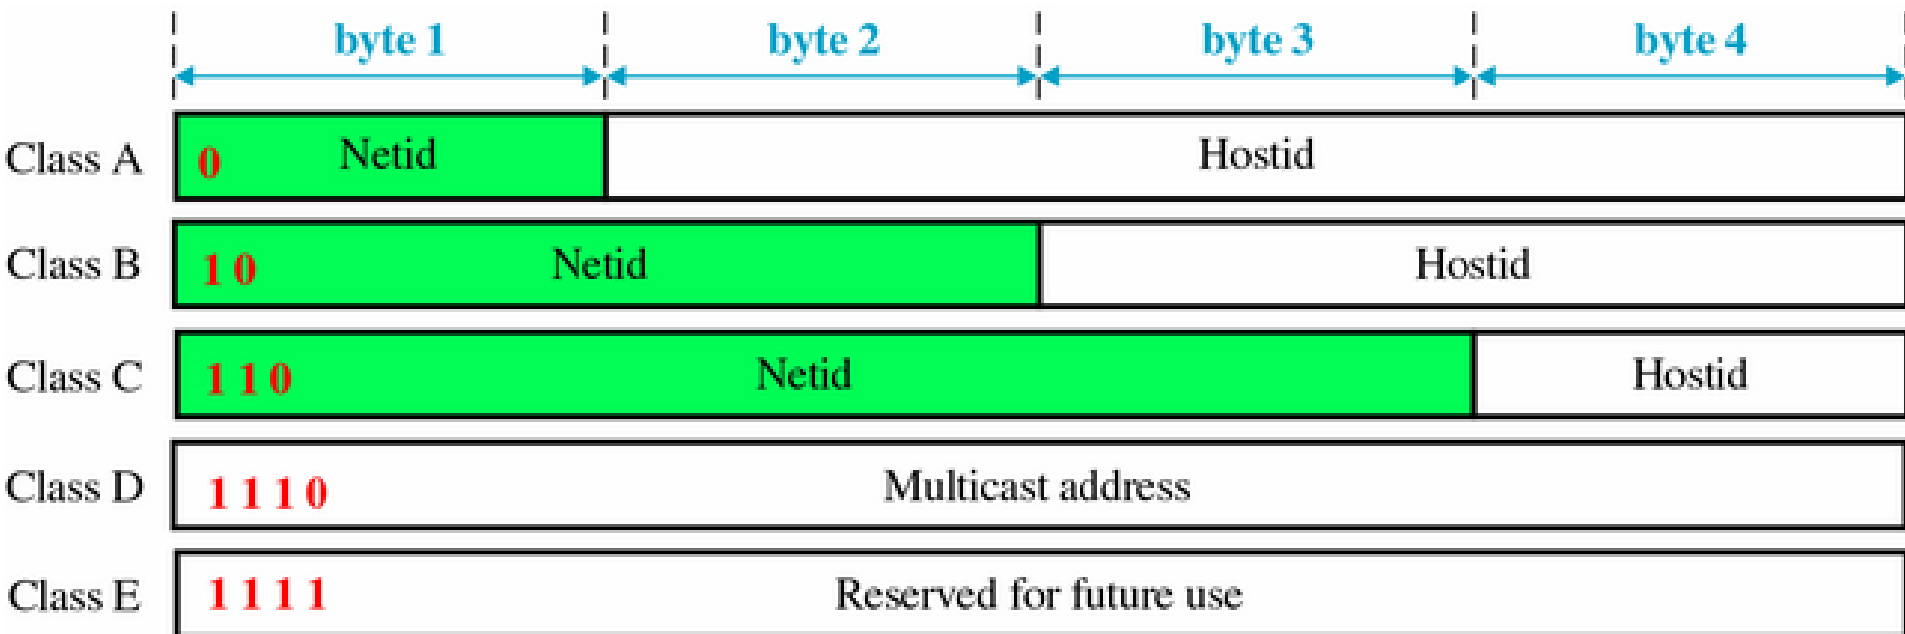 byte 1 byte 2 byte 3 byte 4
Class A 0 Netid Hostid
Class B 1 0 Netid Hostid
Class C 1 1 0 Netid Hostid
Class D 1 1 1 0 Multicast address
Class E 1 1 1 1 Reserved for future use